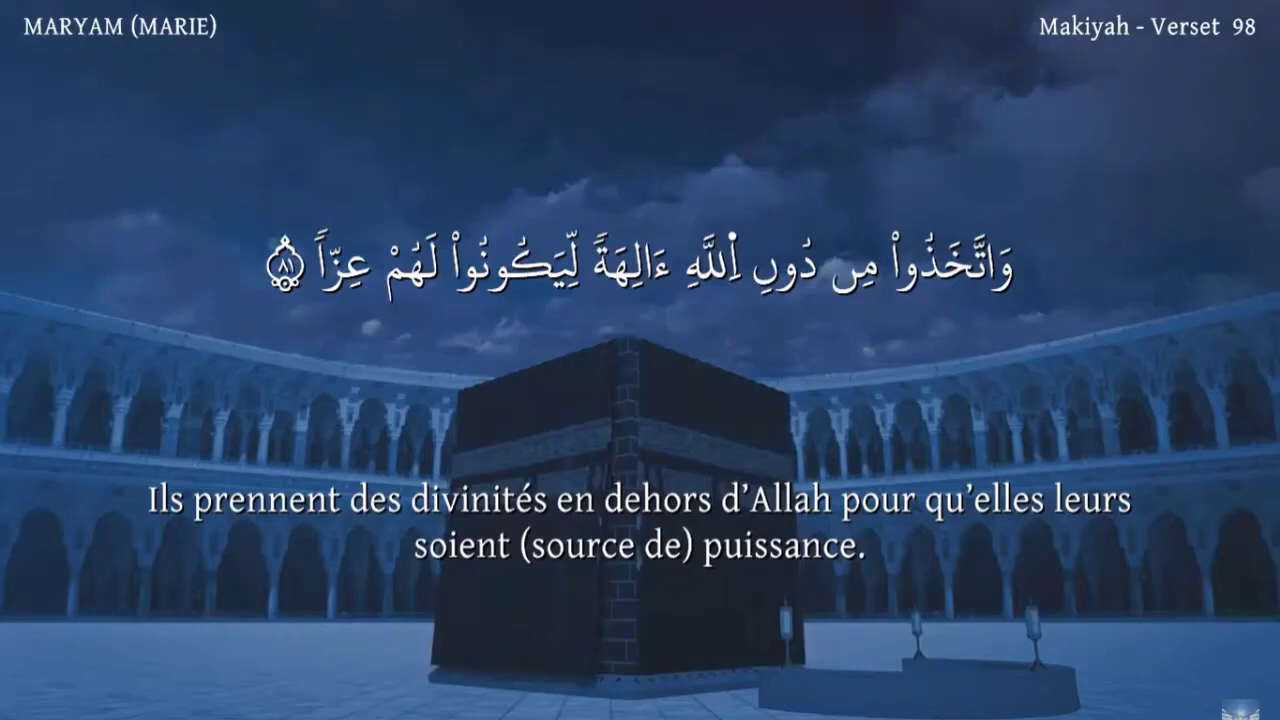 MARYAM (MARIE)
Makiyah - Verset 98
وَاتَّخَذُواْ مِن دُونِ اِ۬للَّهِ ءَالِهَةٗ لِّيَكُونُواْ لَهُمْ عِزّاٗ ۝٨١
Ils prennent des divinités en dehors d’Allah pour qu’elles leurs
soient (source de) puissance.